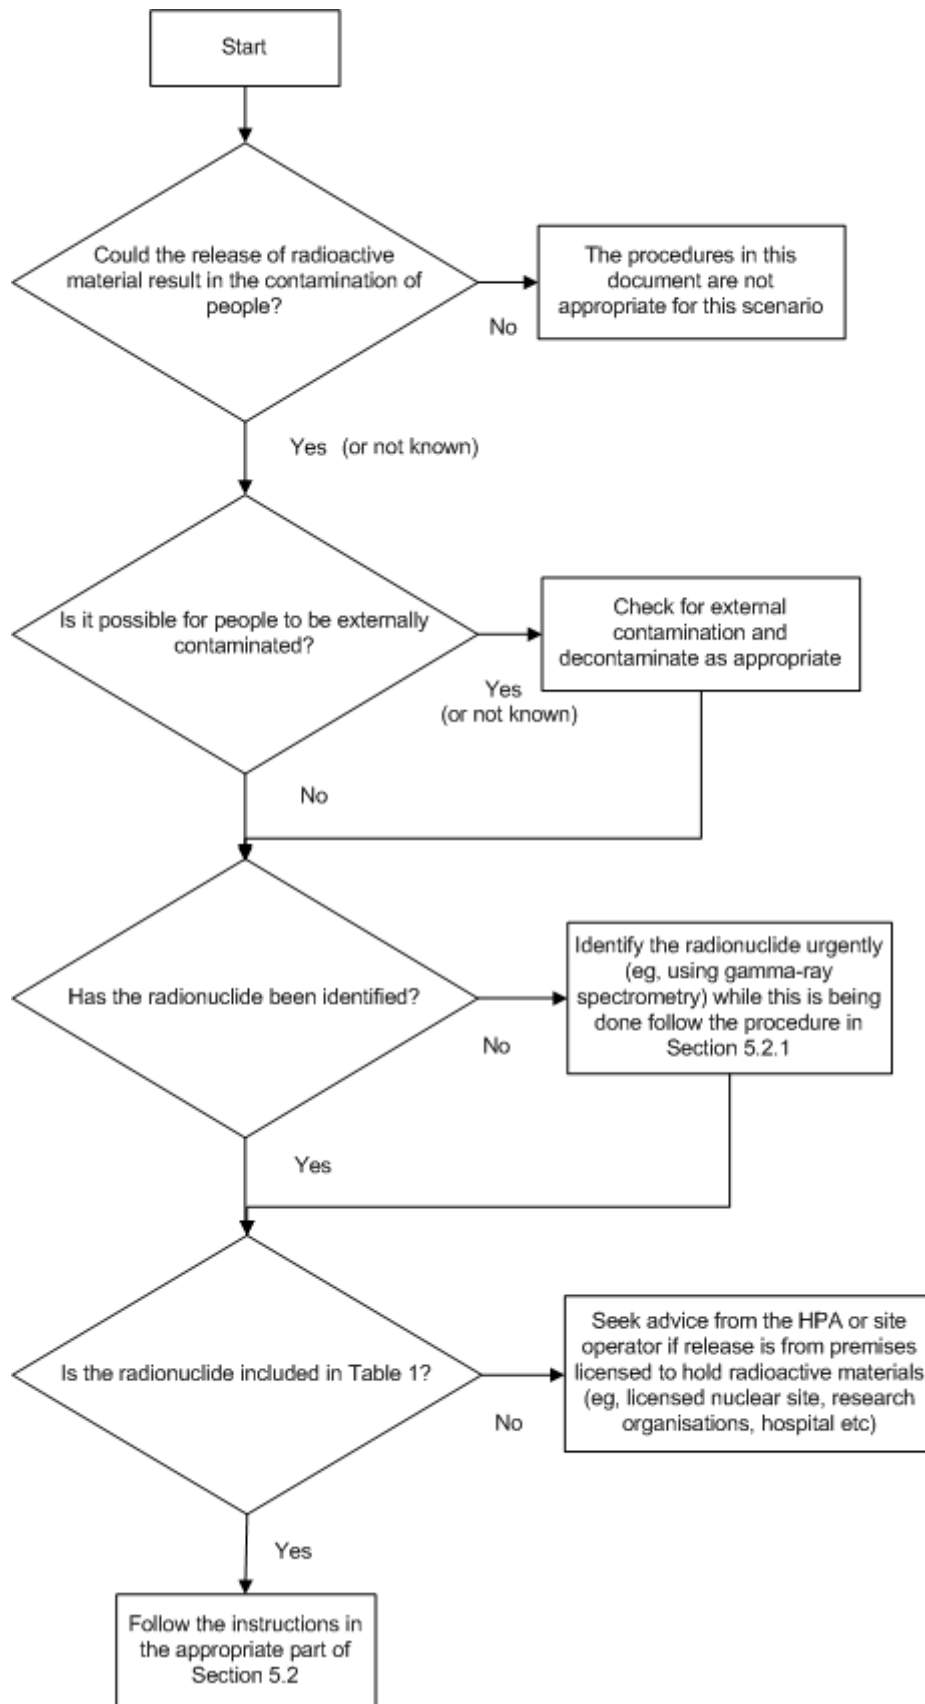 Start
Could the release of radioactive
material result in the contamination of
people?
The procedures in this
document are not
appropriate for this scenario
No
Yes (or not known)
Is it possible for people to be externally
contaminated?
Check for external
contamination and
decontaminate as appropriate
Yes
(or not known)
No
Has the radionuclide been identified?
Identify the radionuclide urgently
(eg, using gamma-ray
spectrometry) while this is being
done follow the procedure in
Section 5.2.1
No
Yes
Is the radionuclide included in Table 1?
Seek advice from the HPA or site
operator if release is from premises
licensed to hold radioactive materials
(eg, licensed nuclear site, research
organisations, hospital etc)
No
Yes
Follow the instructions in
the appropriate part of
Section 5.2